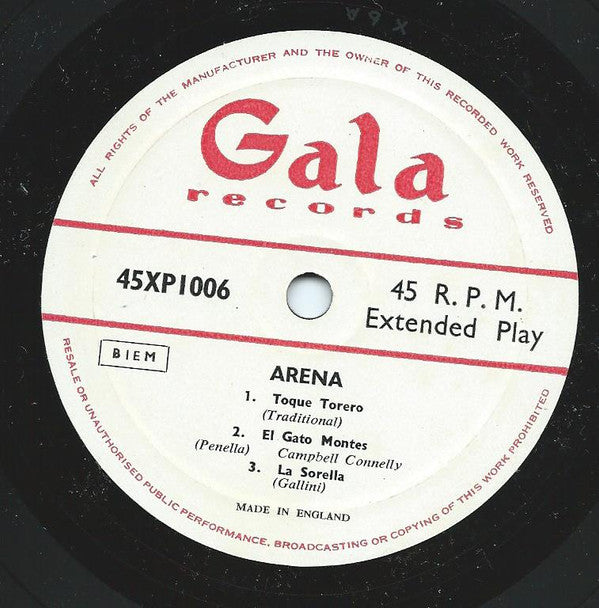 ALL RIGHTS OF THE MANUFACTURER AND THE OWNER OF THIS RECORDED WORK RESERVED
Gala
records
45XP1006
45 R.P.M.
Extended Play
BIEM
ARENA
1. Toque Torero
(Traditional)
2. El Gato Montes
(Penella) Campbell Connelly
3. La Sorella
(Gallini)
MADE IN ENGLAND
RESALE OR UNAUTHORISED PUBLIC PERFORMANCE, BROADCASTING OR COPYING OF THIS WORK PROHIBITED